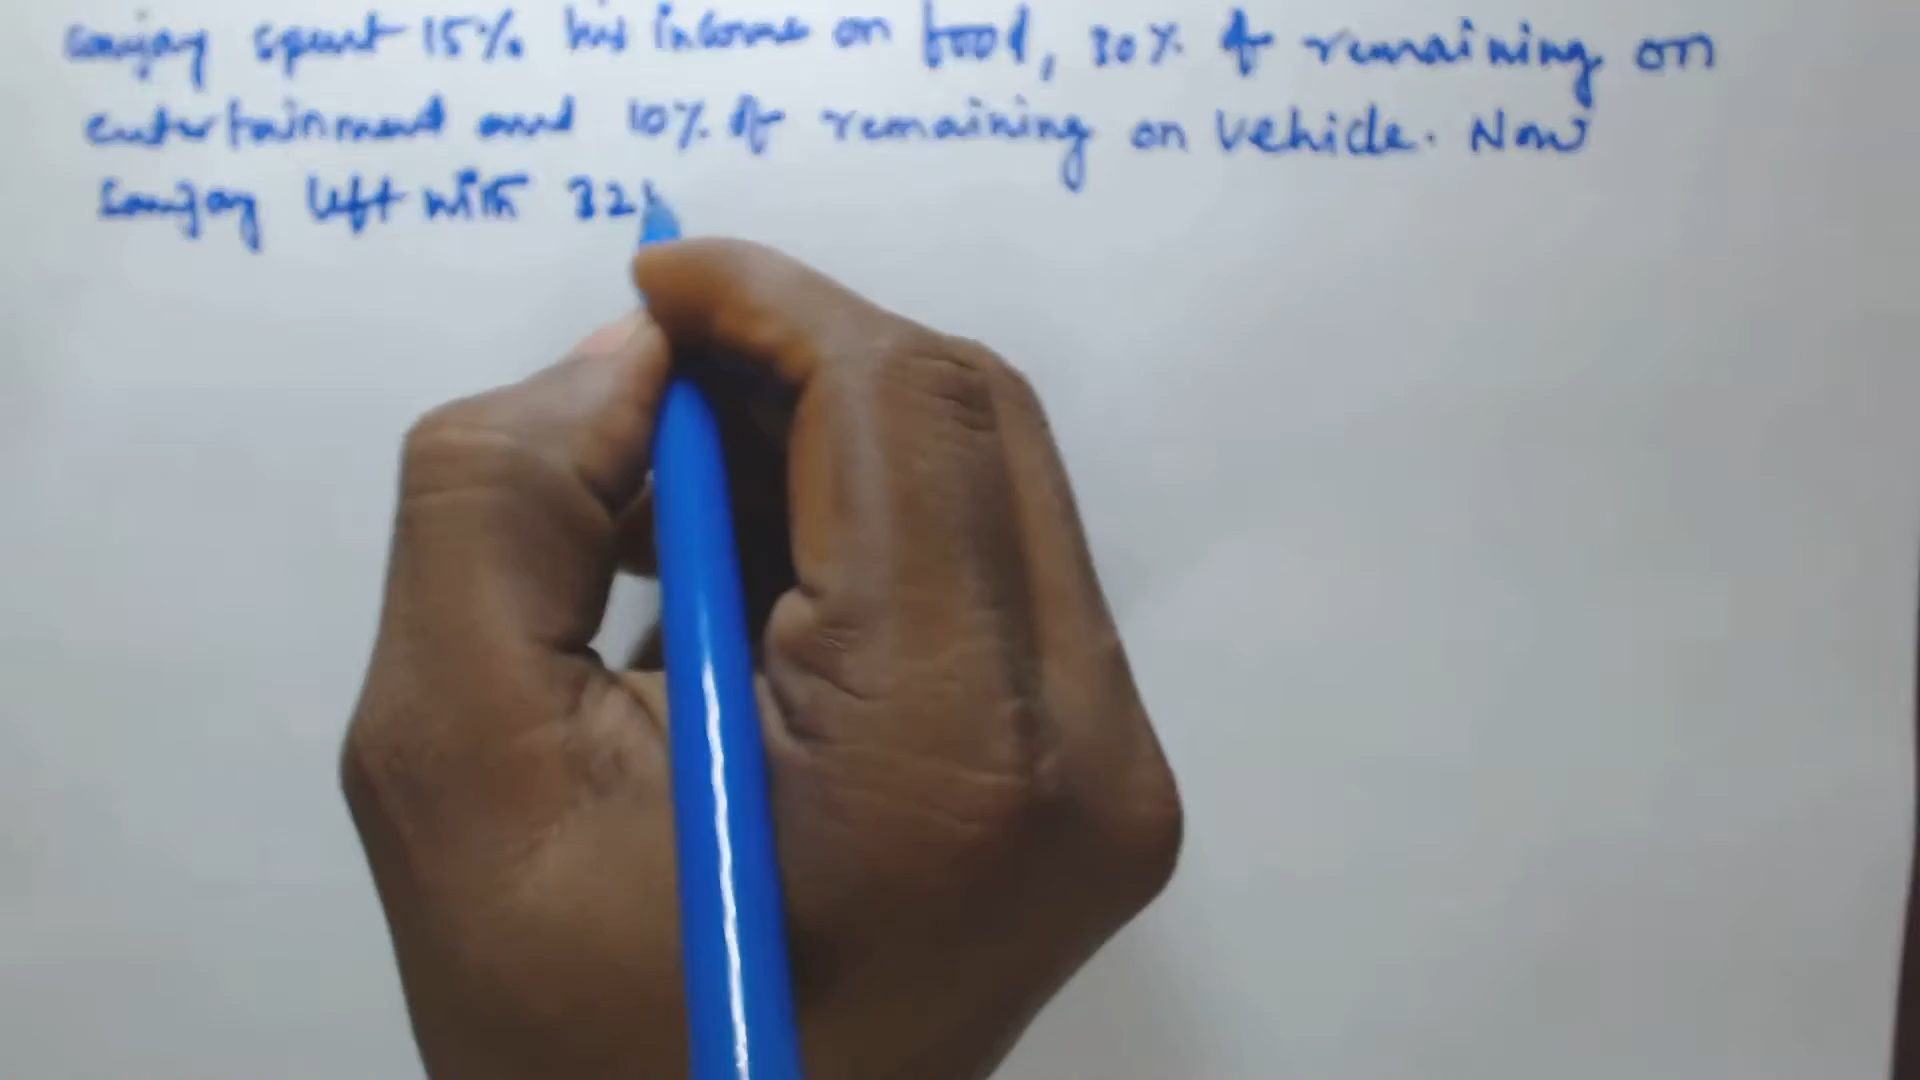 Sanjay spent 15% his income on food, 30% of remaining on
entertainment and 10% of remaining on vehicle. Now
Sanjay left with